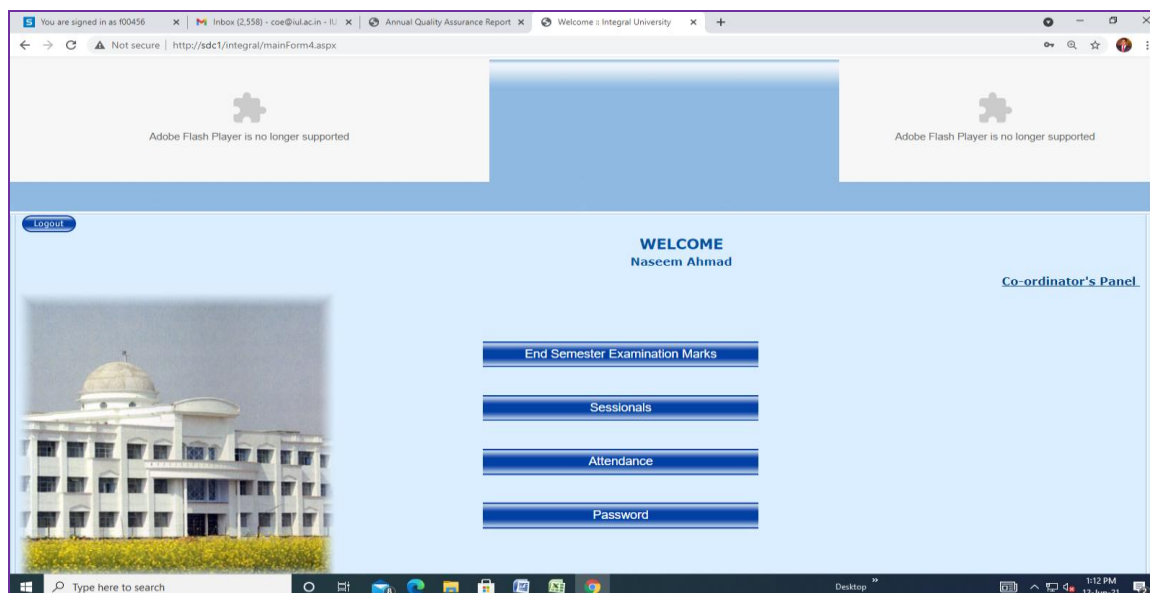 You are signed in as f00456
Inbox (2,558) - coe@iul.ac.in - IU
Annual Quality Assurance Report
Welcome :: Integral University
Not secure | http://sdc1/integral/mainForm4.aspx
Adobe Flash Player is no longer supported
Adobe Flash Player is no longer supported
Logout
WELCOME
Naseem Ahmad
Co-ordinator's Panel
End Semester Examination Marks
Sessionals
Attendance
Password
Type here to search
Desktop
1:12 PM
12-Jun-21